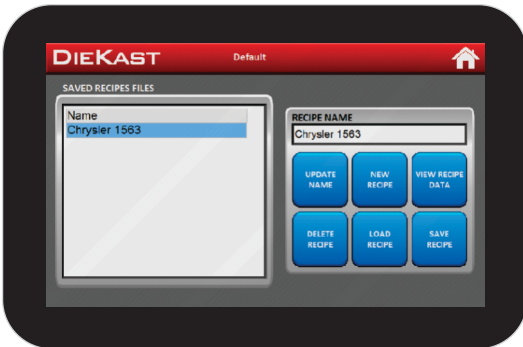 DIEKAST
Default
SAVED RECIPES FILES
Name
Chrysler 1563
RECIPE NAME
Chrysler 1563
UPDATE
NAME
NEW
RECIPE
VIEW RECIPE
DATA
DELETE
RECIPE
LOAD
RECIPE
SAVE
RECIPE